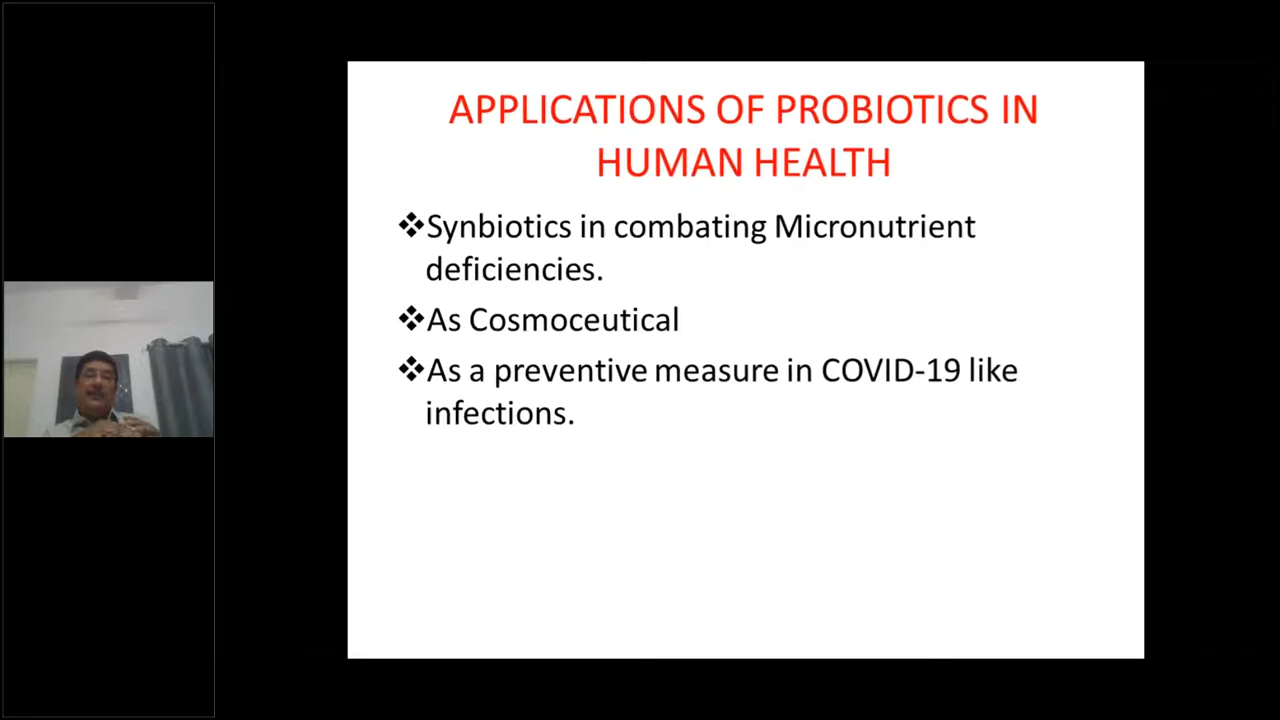 APPLICATIONS OF PROBIOTICS IN
HUMAN HEALTH
❖Synbiotics in combating Micronutrient
deficiencies.
❖As Cosmoceutical
❖As a preventive measure in COVID-19 like
infections.